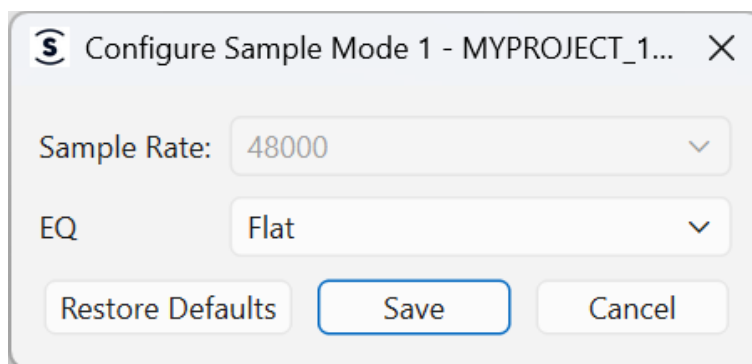 Configure Sample Mode 1 - MYPROJECT_1...
Sample Rate: 48000
EQ Flat
Restore Defaults Save Cancel